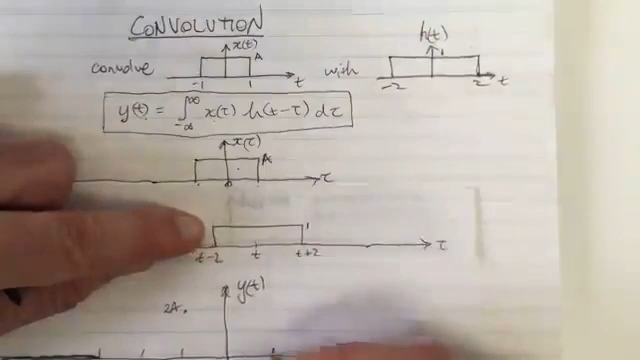 CONVOLUTION
convolve x(t) A -1 1 t with h(t) 1 -2 2 t
y(t) = ∫_{-∞}^{∞} x(τ) h(t-τ) dτ
x(τ)
A
τ
1
t-2 t t+2 τ
y(t)
2A